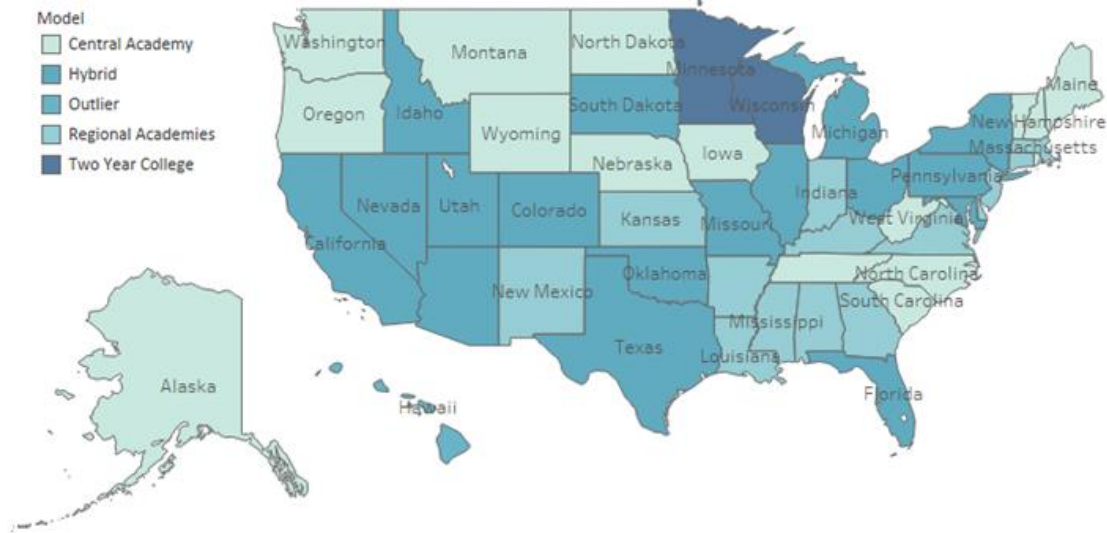 Model
Central Academy
Hybrid
Outlier
Regional Academies
Two Year College
Washington
Montana
North Dakota
Minnesota
Maine
Oregon
Idaho
South Dakota
Wisconsin
Michigan
New Hampshire
Wyoming
Iowa
Massachusetts
Nebraska
Pennsylvania
Nevada
Utah
Colorado
Kansas
Missouri
Indiana
West Virginia
California
Oklahoma
North Carolina
New Mexico
South Carolina
Mississippi
Texas
Louisiana
Alaska
Hawaii
Florida